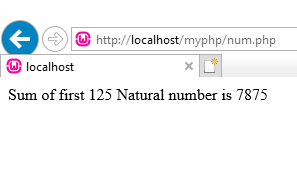 http://localhost/myphp/num.php
localhost
Sum of first 125 Natural number is 7875